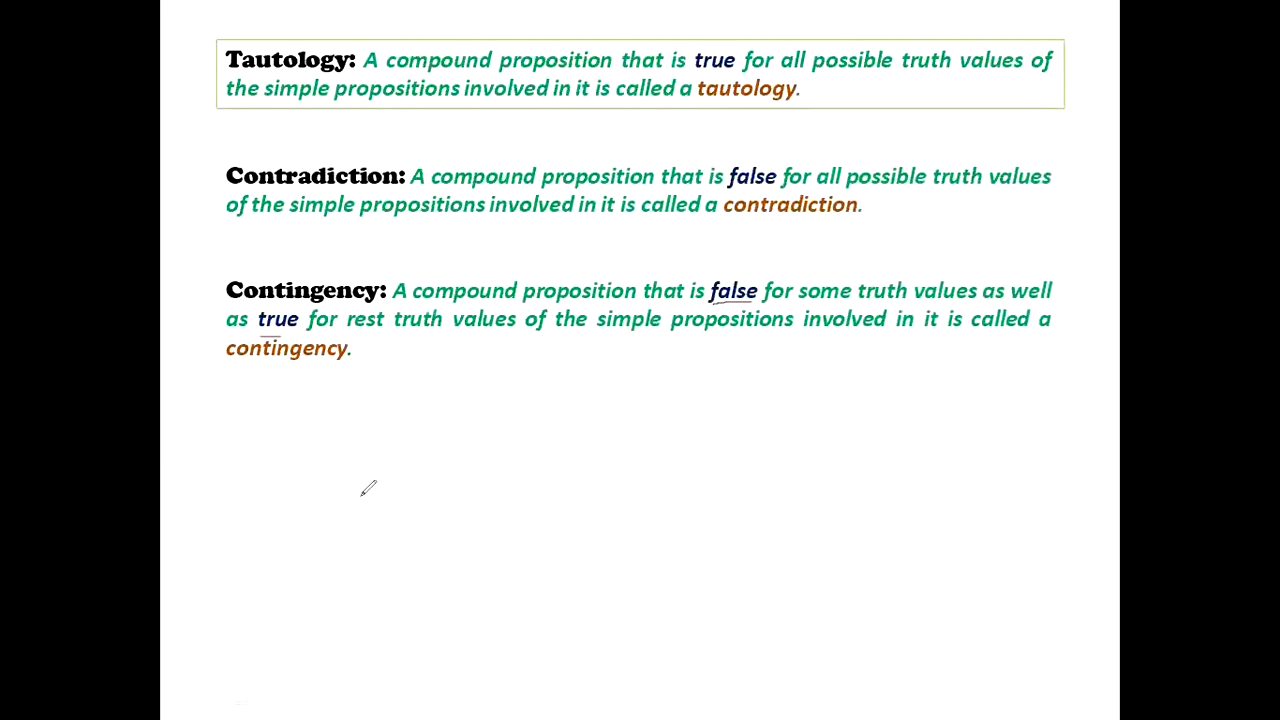 Tautology: A compound proposition that is true for all possible truth values of
the simple propositions involved in it is called a tautology.
Contradiction: A compound proposition that is false for all possible truth values
of the simple propositions involved in it is called a contradiction.
Contingency: A compound proposition that is false for some truth values as well
as true for rest truth values of the simple propositions involved in it is called a
contingency.